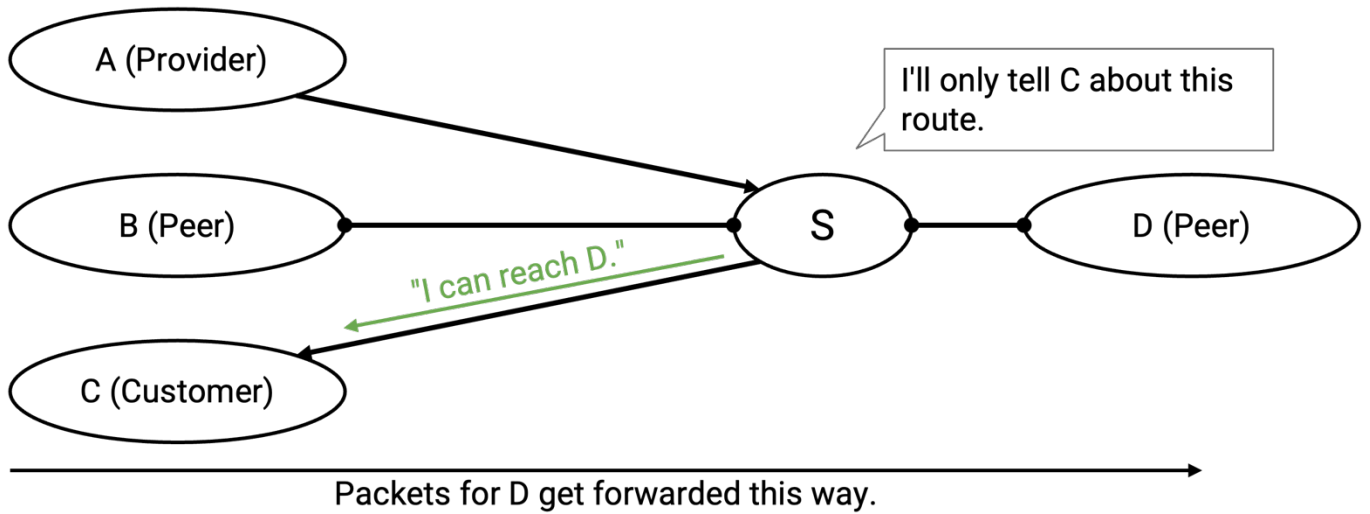 A (Provider)
I'll only tell C about this
route.
B (Peer)
S
D (Peer)
"I can reach D."
C (Customer)
Packets for D get forwarded this way.